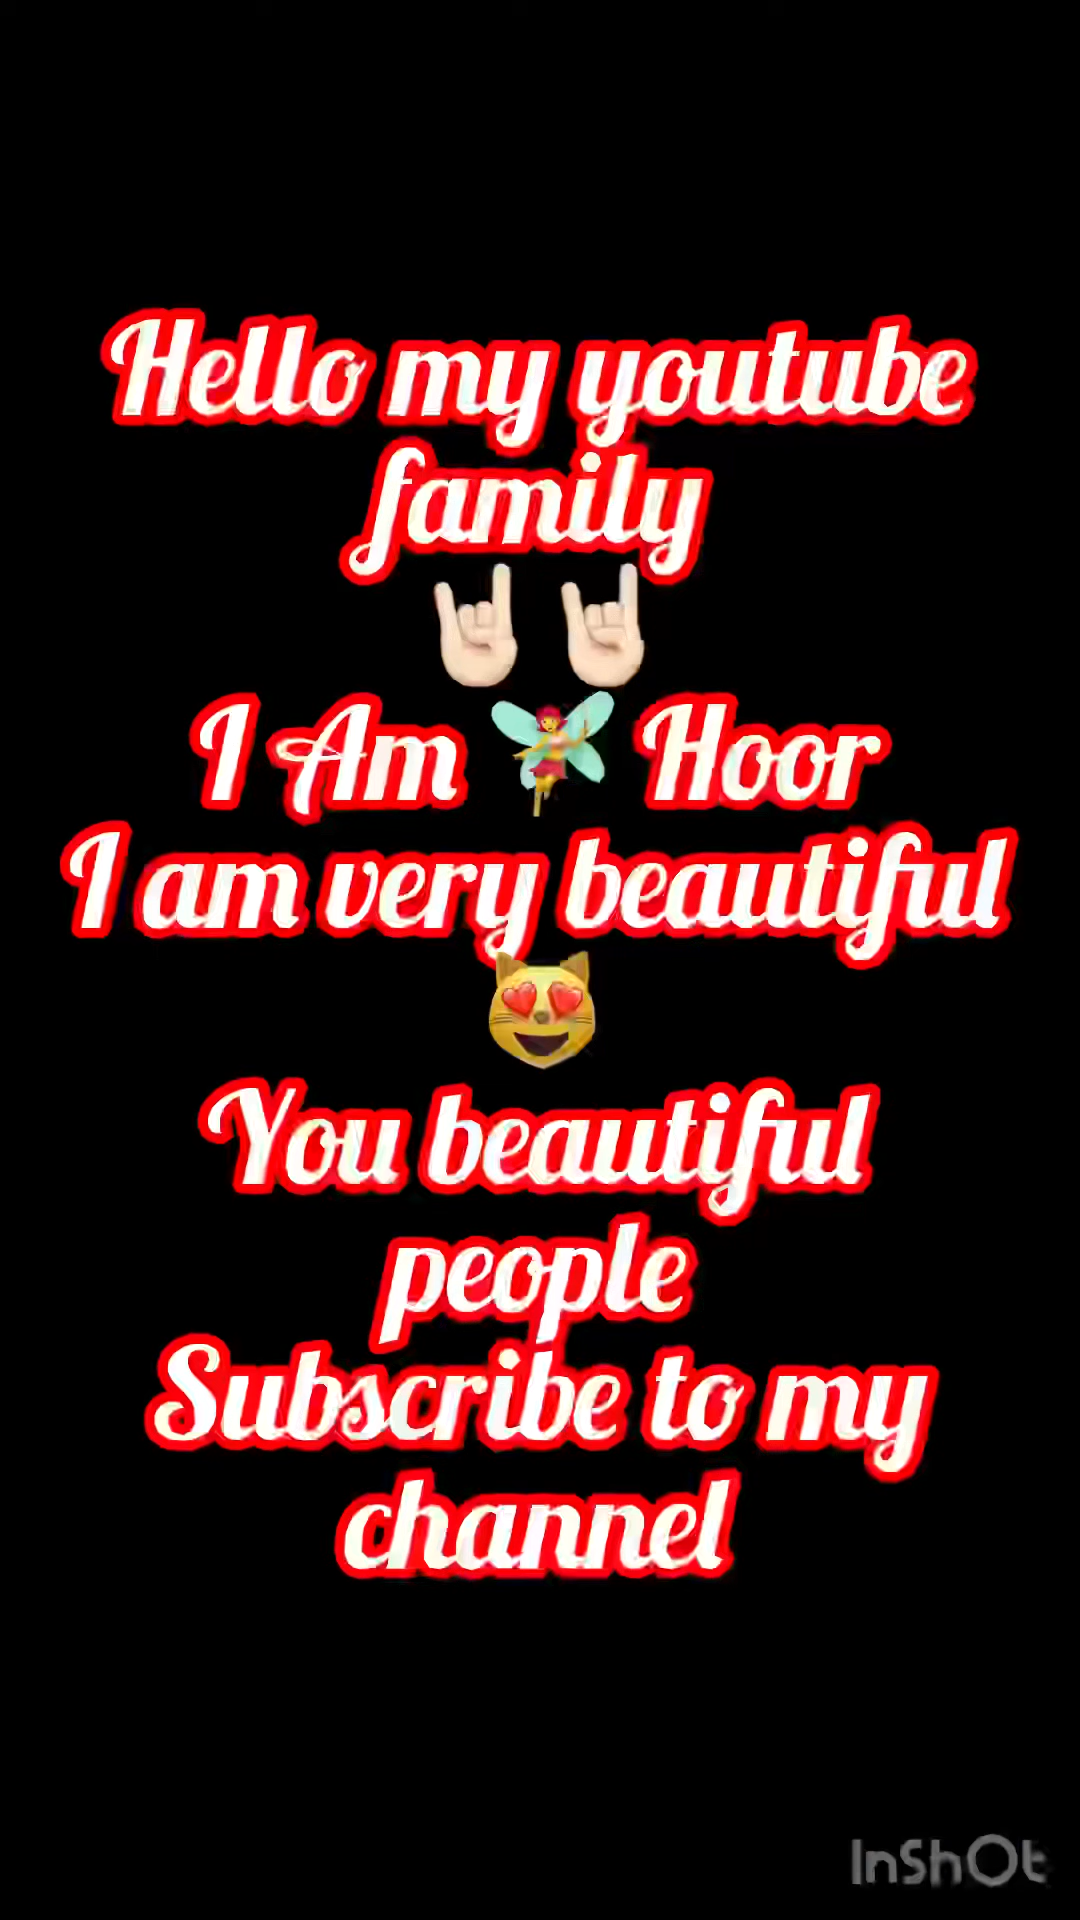 Hello my youtube
family
🤘🏻 🤘🏻
I Am 🧚‍♀️ Hoor
I am very beautiful
😻
You beautiful
people
Subscribe to my
channel
InShOt